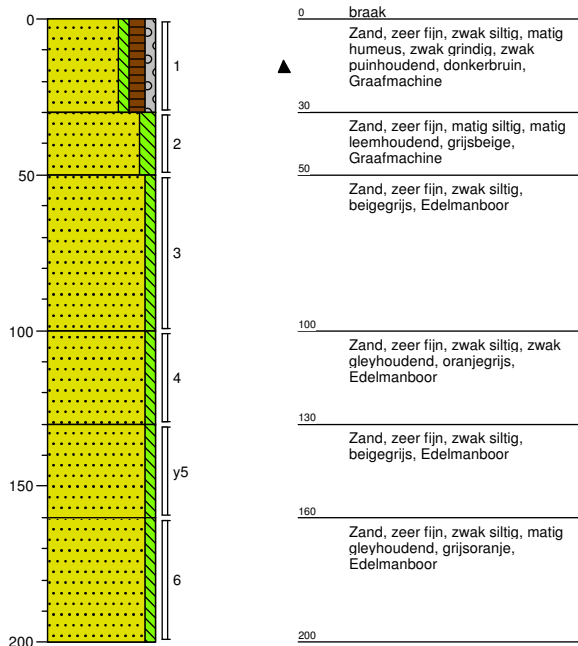 0
50
100
150
200
1
2
3
4
y5
6
0 braak
Zand, zeer fijn, zwak siltig, matig
humeus, zwak grindig, zwak
puinhoudend, donkerbruin,
Graafmachine
30
Zand, zeer fijn, matig siltig, matig
leemhoudend, grijsbeige,
Graafmachine
50
Zand, zeer fijn, zwak siltig,
beigegrijs, Edelmanboor
100
Zand, zeer fijn, zwak siltig, zwak
gleyhoudend, oranjegrijs,
Edelmanboor
130
Zand, zeer fijn, zwak siltig,
beigegrijs, Edelmanboor
160
Zand, zeer fijn, zwak siltig, matig
gleyhoudend, grijsoranje,
Edelmanboor
200